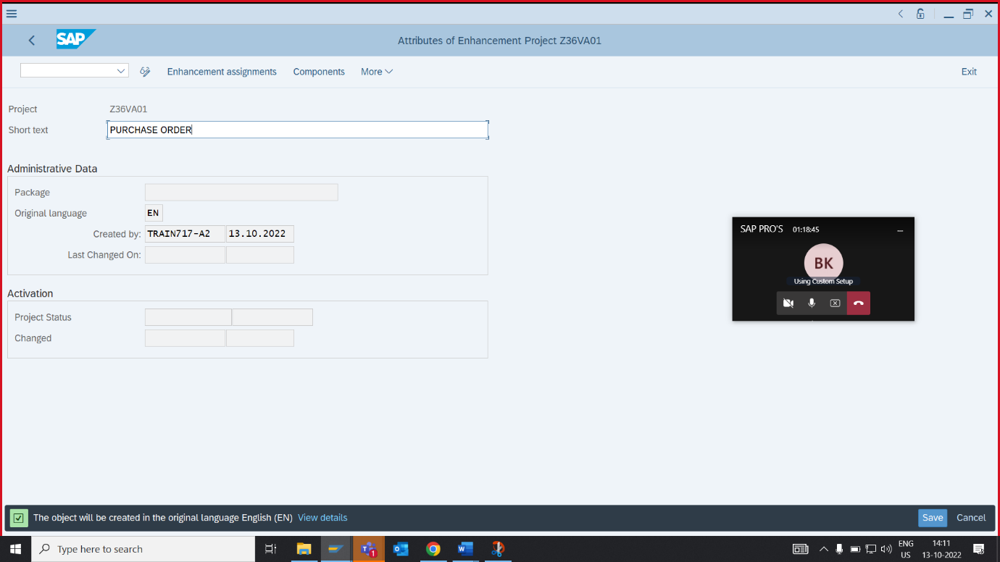 SAP
Attributes of Enhancement Project Z36VA01
Enhancement assignments Components More Exit
Project Z36VA01
Short text PURCHASE ORDER
Administrative Data
Package
Original language EN
Created by: TRAIN717-A2 13.10.2022
Last Changed On:
SAP PRO'S 01:18:45
BK
Using Custom Setup
Activation
Project Status
Changed
The object will be created in the original language English (EN) View details Save Cancel
Type here to search
T 1
W
ENG
US
14:11
13-10-2022